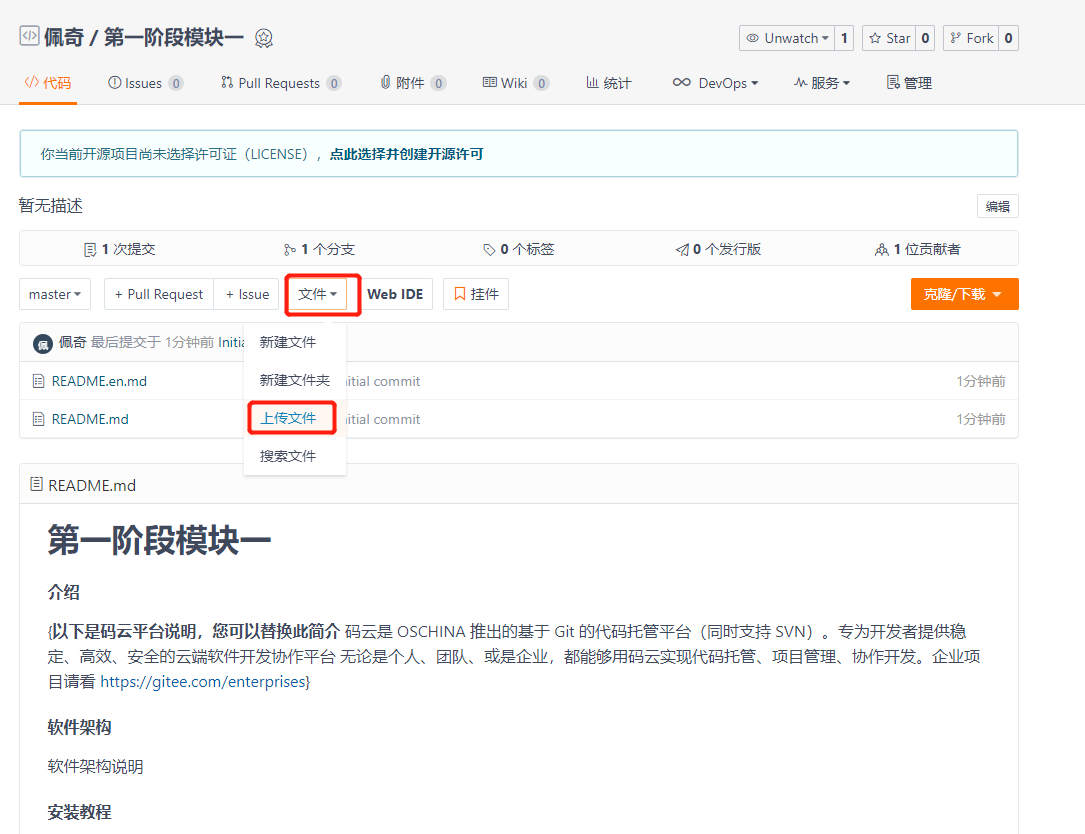 佩奇 / 第一阶段模块一
Unwatch 1 Star 0 Fork 0
代码 Issues 0 Pull Requests 0 附件 0 Wiki 0 统计 DevOps 服务 管理
你当前开源项目尚未选择许可证（LICENSE），点此选择并创建开源许可
暂无描述 编辑
1 次提交 1 个分支 0 个标签 0 个发行版 1 位贡献者
master + Pull Request + Issue 文件 Web IDE 挂件 克隆/下载
佩 佩奇 最后提交于 1分钟前 Initia
新建文件
README.en.md itial commit 1分钟前
新建文件夹
README.md itial commit 1分钟前
上传文件
搜索文件
README.md
第一阶段模块一
介绍
{以下是码云平台说明，您可以替换此简介 码云是 OSCHINA 推出的基于 Git 的代码托管平台（同时支持 SVN）。专为开发者提供稳
定、高效、安全的云端软件开发协作平台 无论是个人、团队、或是企业，都能够用码云实现代码托管、项目管理、协作开发。企业项
目请看 https://gitee.com/enterprises}
软件架构
软件架构说明
安装教程